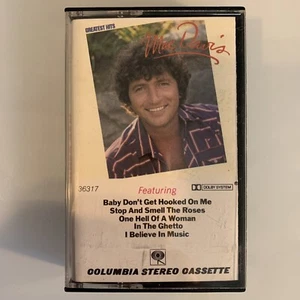 GREATEST HITS
Mac Davis
36317
Featuring
DOLBY SYSTEM
Baby Don't Get Hooked On Me
Stop And Smell The Roses
One Hell Of A Woman
In The Ghetto
I Believe In Music
COLUMBIA STEREO CASSETTE